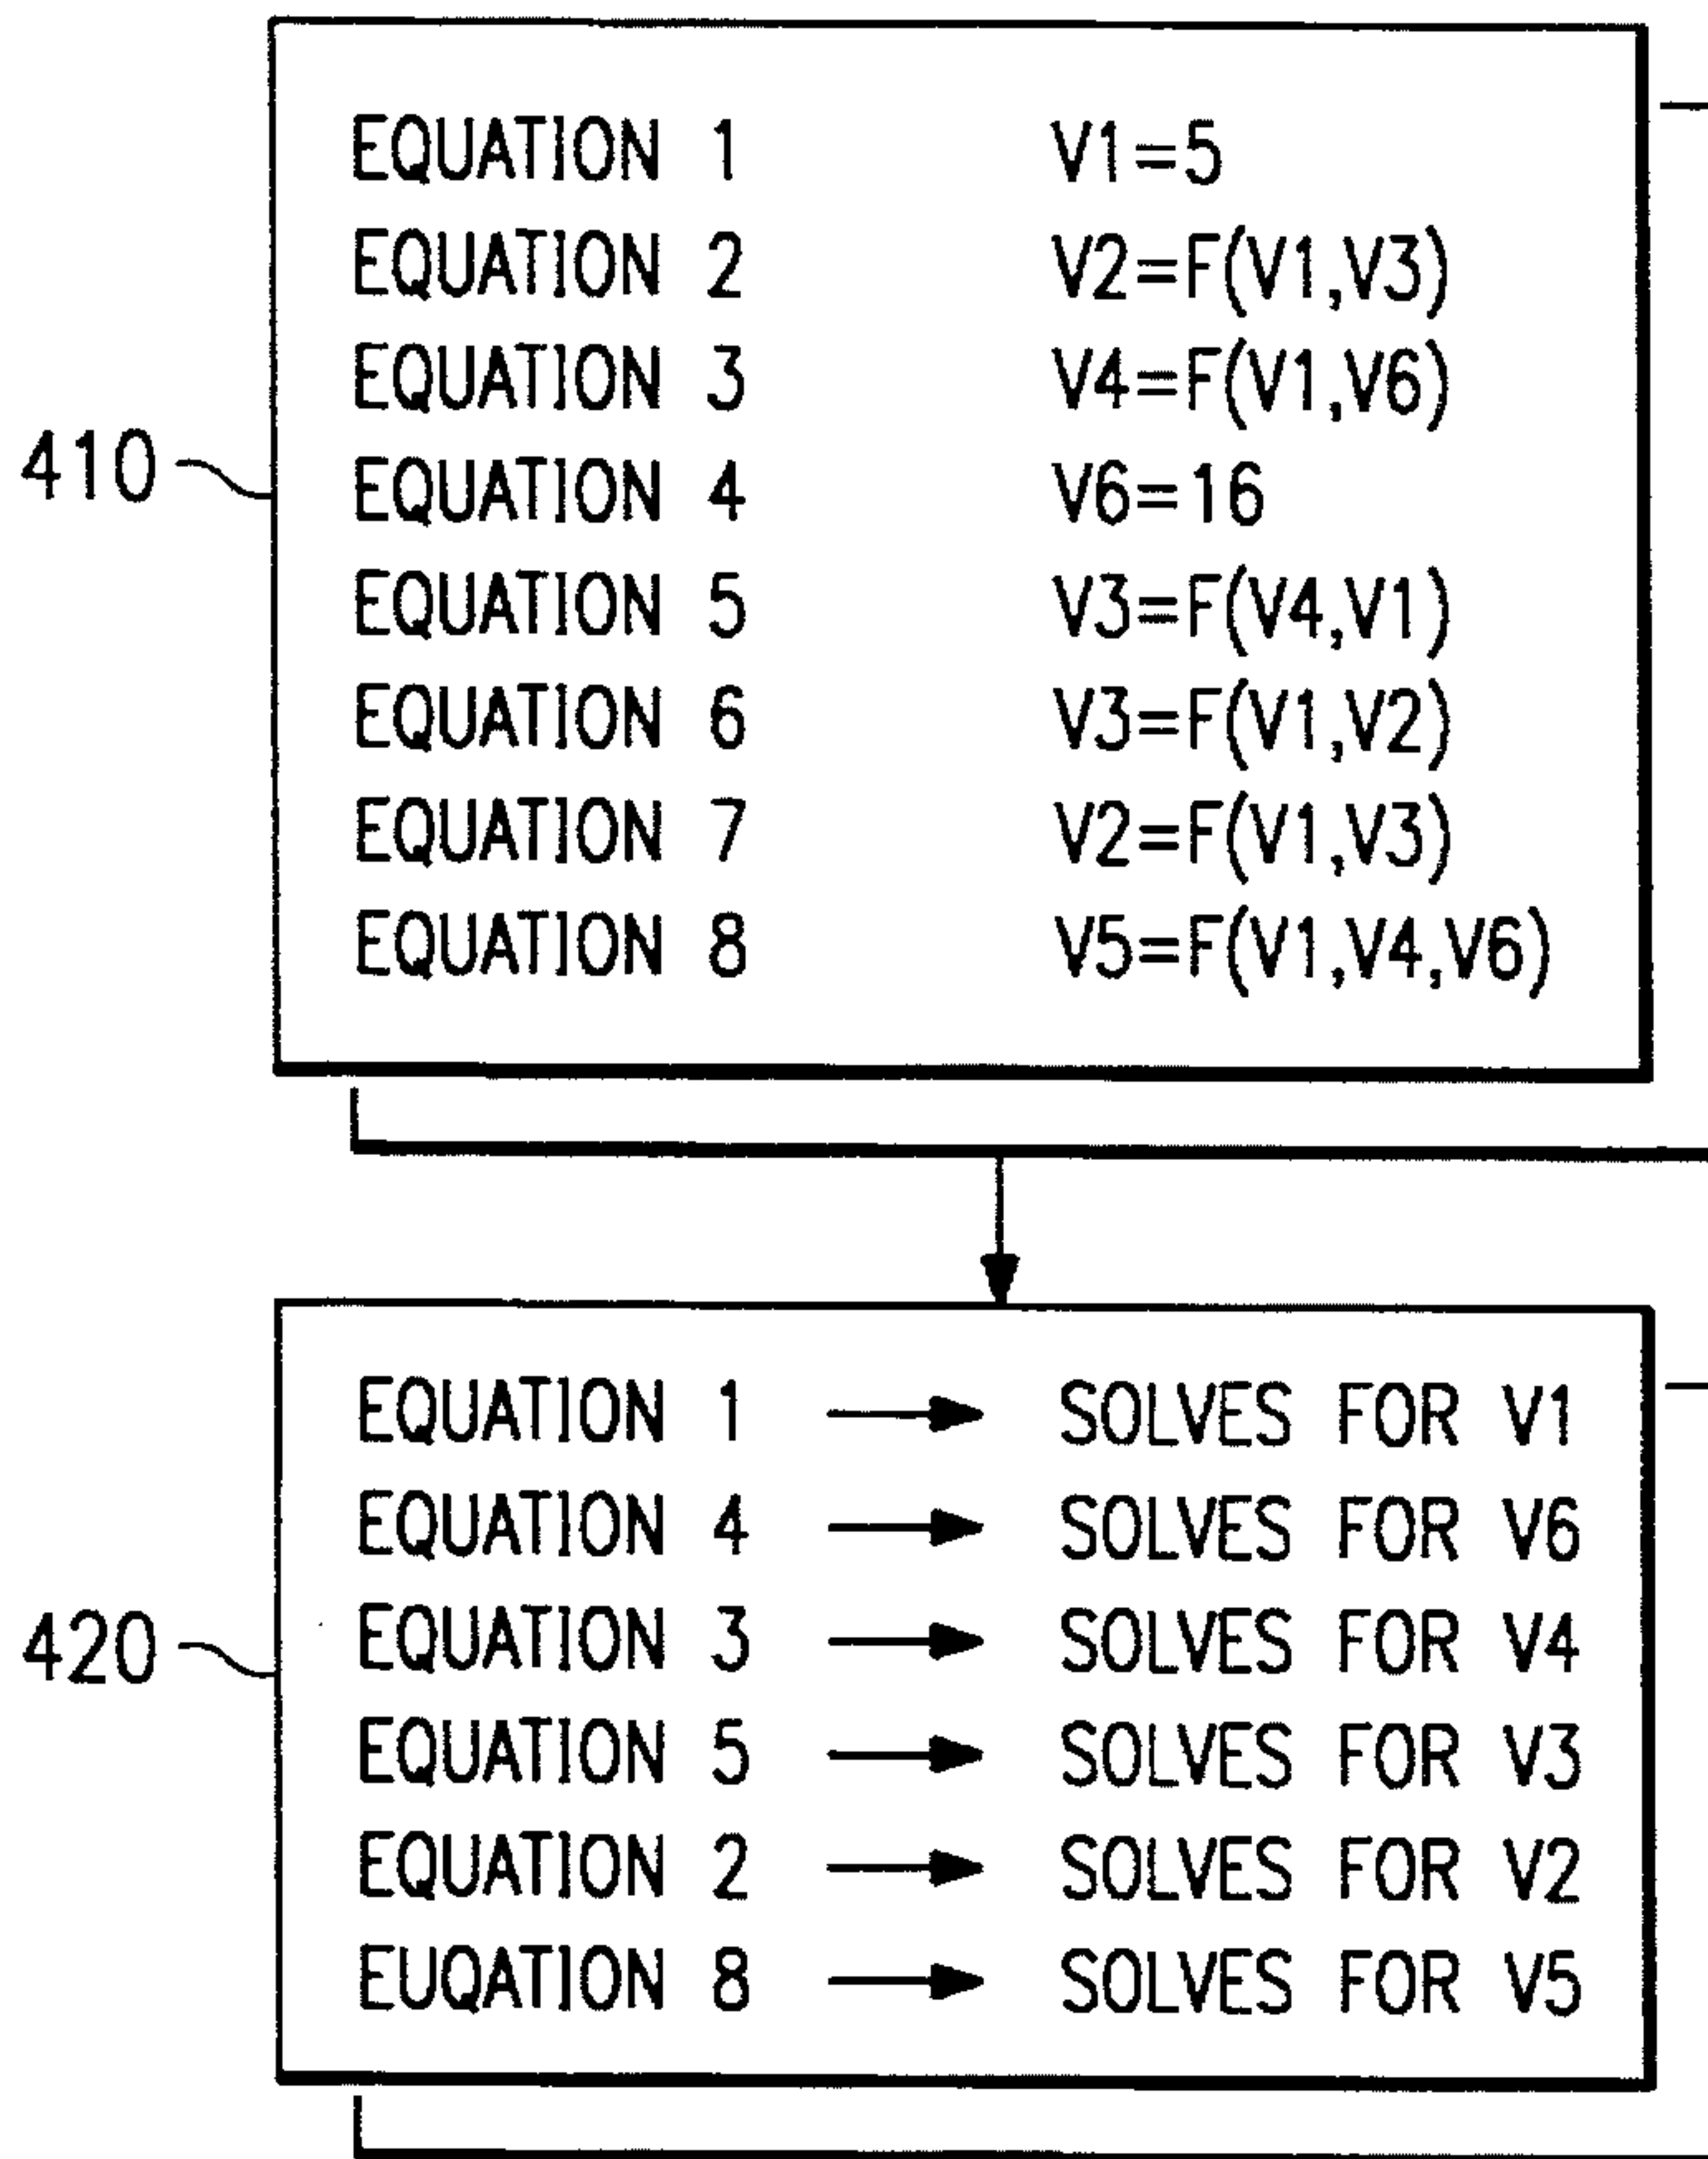 EQUATION 1 V1=5
EQUATION 2 V2=F(V1,V3)
EQUATION 3 V4=F(V1,V6)
410
EQUATION 4 V6=16
EQUATION 5 V3=F(V4,V1)
EQUATION 6 V3=F(V1,V2)
EQUATION 7 V2=F(V1,V3)
EQUATION 8 V5=F(V1,V4,V6)
EQUATION 1 → SOLVES FOR V1
EQUATION 4 → SOLVES FOR V6
420
EQUATION 3 → SOLVES FOR V4
EQUATION 5 → SOLVES FOR V3
EQUATION 2 → SOLVES FOR V2
EUQATION 8 → SOLVES FOR V5